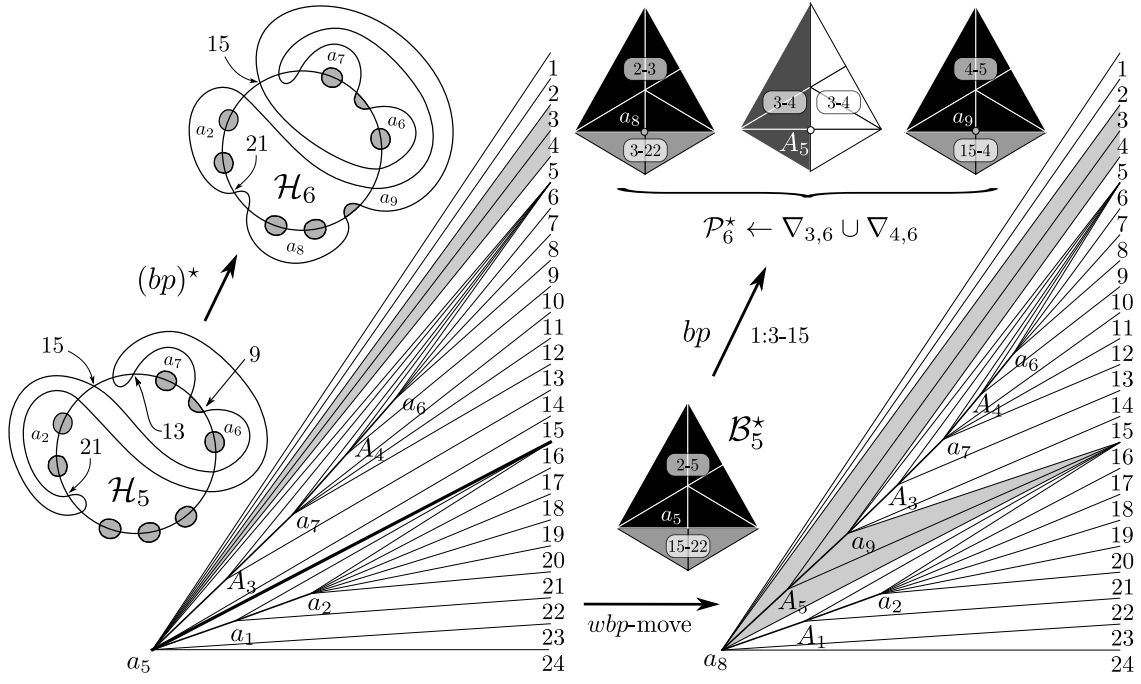 15
a₇
a₂
a₆
21
ℋ₆
a₉
a₈
(bp)⋆
15
9
a₇
a₂
a₆
21
13
ℋ₅
1
2
3
4
5
6
7
8
9
10
11
12
13
14
15
16
17
18
19
20
21
22
23
24
a₆
A₄
a₇
A₃
a₂
a₁
a₅
2-3
a₈
3-22
3-4
3-4
A₅
4-5
a₉
15-4
𝒫₆⋆ ← ∇₃,₆ ∪ ∇₄,₆
bp
1:3-15
ℬ₅⋆
2-5
a₅
15-22
wbp-move
1
2
3
4
5
6
7
8
9
10
11
12
13
14
15
16
17
18
19
20
21
22
23
24
a₆
A₄
a₇
A₃
a₉
A₅
a₂
A₁
a₈